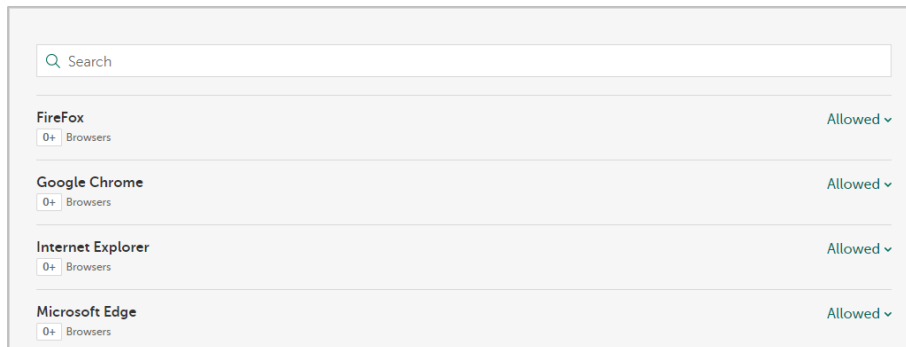 Search
FireFox
Allowed
0+ Browsers
Google Chrome
Allowed
0+ Browsers
Internet Explorer
Allowed
0+ Browsers
Microsoft Edge
Allowed
0+ Browsers